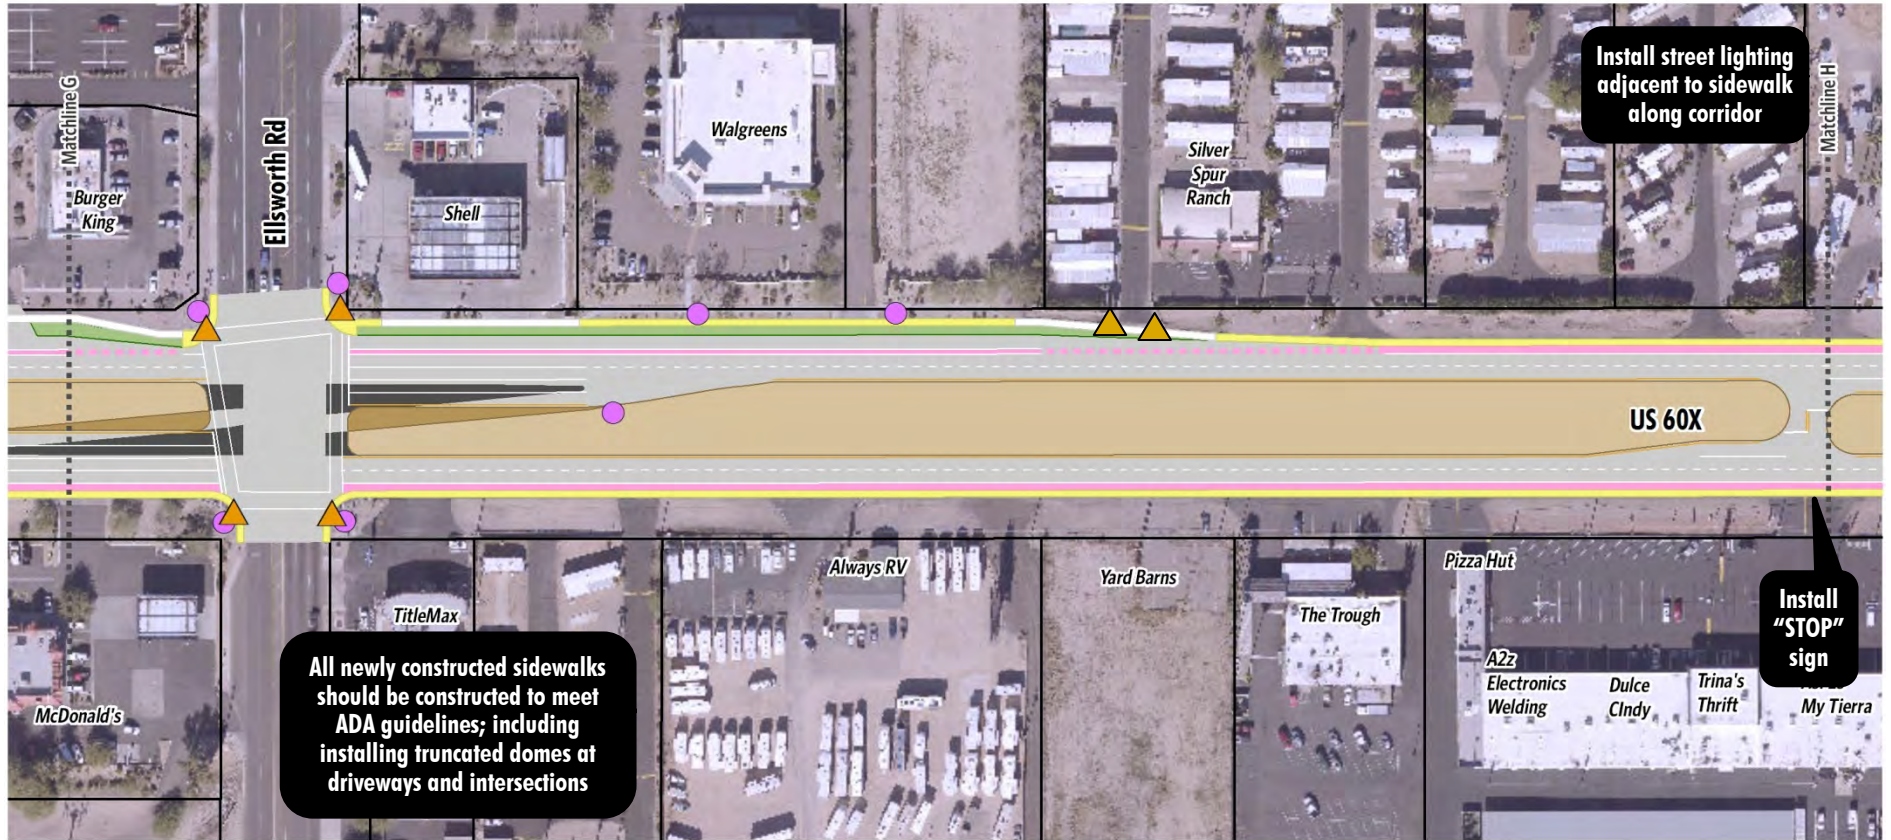 Install street lighting
adjacent to sidewalk
along corridor
Matchline G
Ellsworth Rd
Matchline H
Walgreens
Silver
Spur
Ranch
Burger
King
Shell
US 60X
Always RV
Pizza Hut
Yard Barns
TitleMax
The Trough
Install
“STOP”
sign
All newly constructed sidewalks
should be constructed to meet
ADA guidelines; including
installing truncated domes at
driveways and intersections
McDonald's
A2z
Electronics
Welding
Dulce
CIndy
Trina's
Thrift
My Tierra